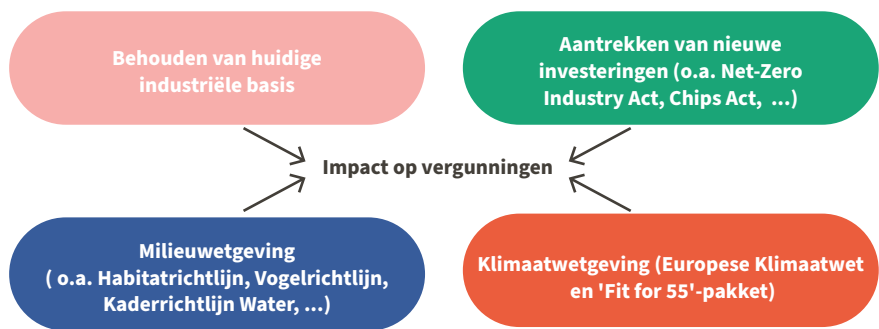 Behouden van huidige
industriële basis
Aantrekken van nieuwe
investeringen (o.a. Net-Zero
Industry Act, Chips Act, ...)
Impact op vergunningen
Milieuwetgeving
( o.a. Habitatrichtlijn, Vogelrichtlijn,
Kaderrichtlijn Water, ...)
Klimaatwetgeving (Europese Klimaatwet
en 'Fit for 55'-pakket)